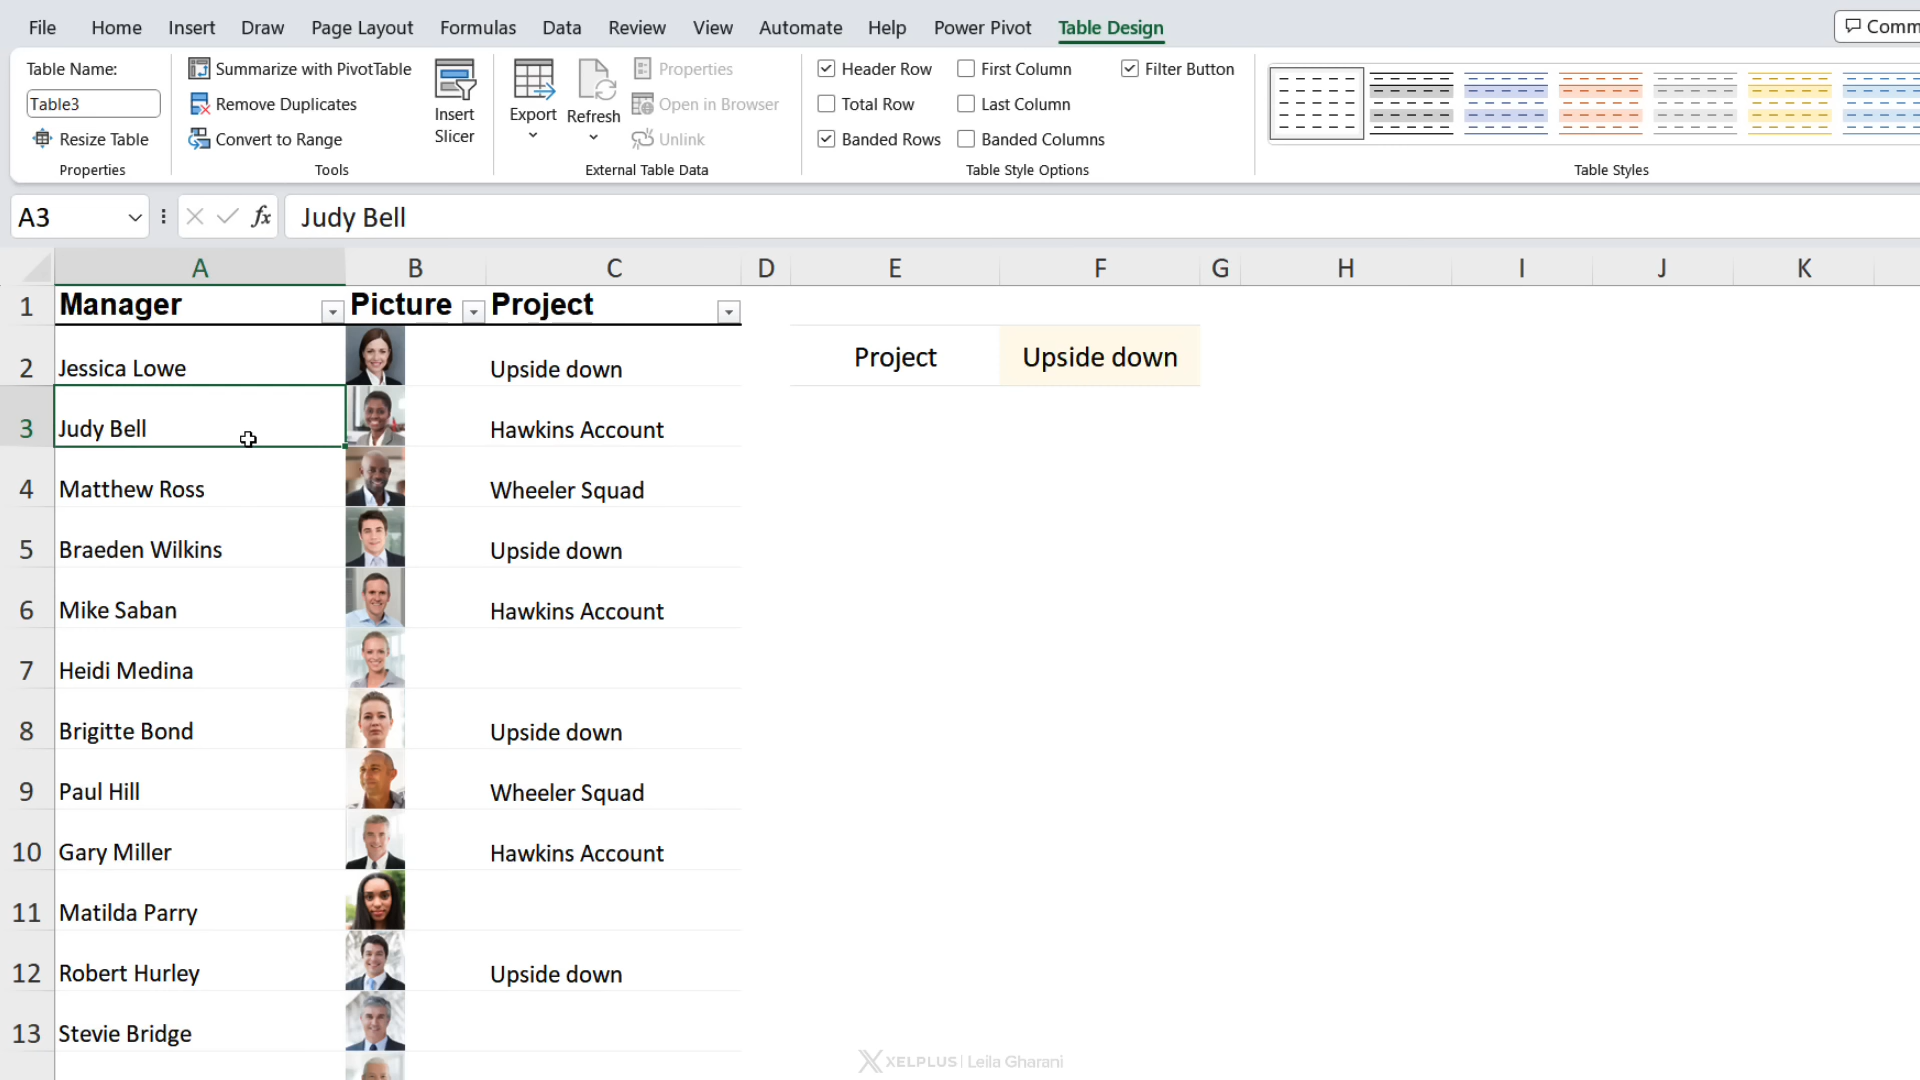 File Home Insert Draw Page Layout Formulas Data Review View Automate Help Power Pivot Table Design
Table Name: Summarize with PivotTable Properties Header Row First Column Filter Button
Table3 Remove Duplicates Open in Browser Total Row Last Column
Resize Table Convert to Range Insert Slicer Export Refresh Unlink Banded Rows Banded Columns
Properties Tools External Table Data Table Style Options Table Styles
A3 fx Judy Bell
A B C D E F G H I J K
1 Manager Picture Project
2 Jessica Lowe Upside down Project Upside down
3 Judy Bell Hawkins Account
4 Matthew Ross Wheeler Squad
5 Braeden Wilkins Upside down
6 Mike Saban Hawkins Account
7 Heidi Medina
8 Brigitte Bond Upside down
9 Paul Hill Wheeler Squad
10 Gary Miller Hawkins Account
11 Matilda Parry
12 Robert Hurley Upside down
13 Stevie Bridge
XELPLUS | Leila Gharani